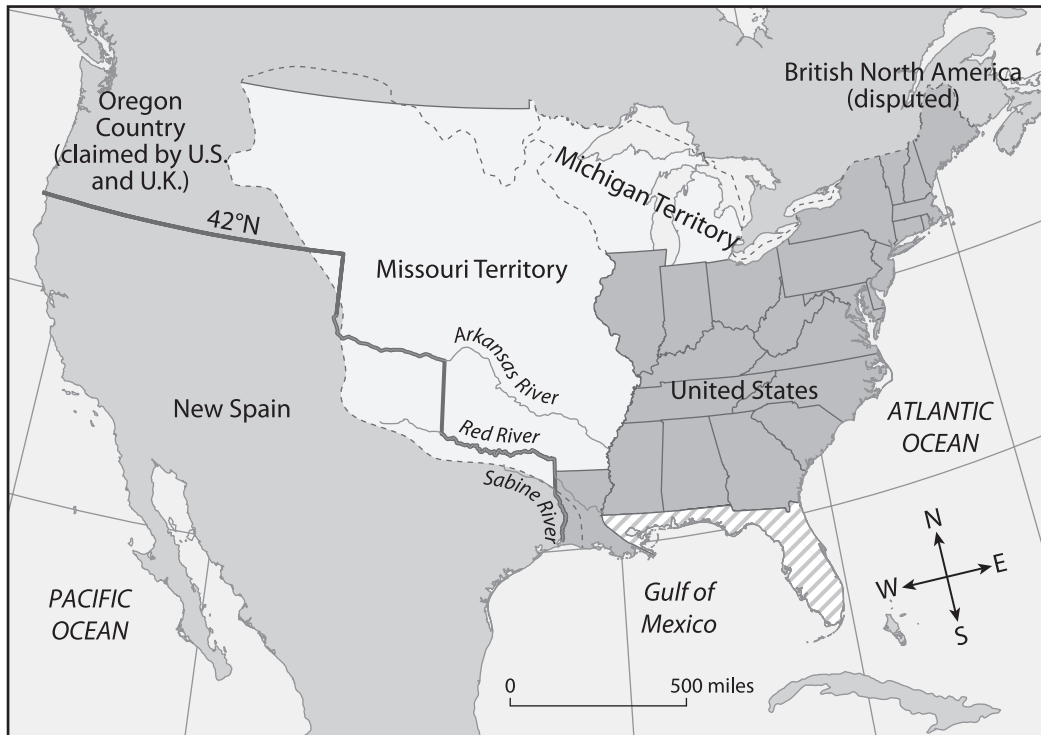 British North America
(disputed)
Oregon
Country
(claimed by U.S.
and U.K.)
Michigan Territory
42°N
Missouri Territory
Arkansas River
United States
New Spain
ATLANTIC
OCEAN
Red River
Sabine River
N
W
E
S
PACIFIC
OCEAN
Gulf of
Mexico
0
500 miles